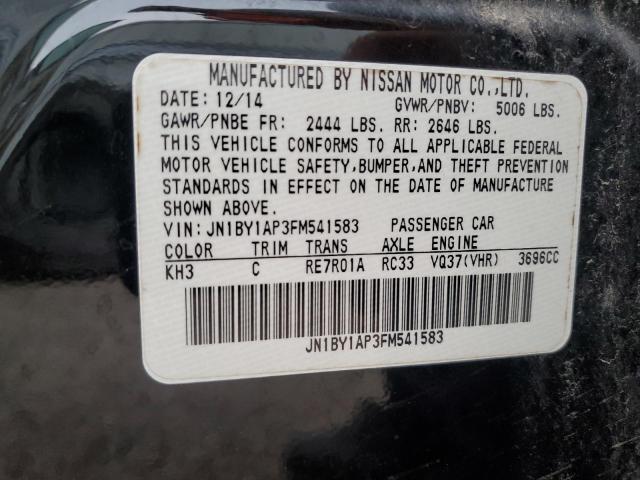 MANUFACTURED BY NISSAN MOTOR CO.,LTD.
DATE: 12/14 GVWR/PNBV: 5006 LBS.
GAWR/PNBE FR: 2444 LBS. RR: 2646 LBS.
THIS VEHICLE CONFORMS TO ALL APPLICABLE FEDERAL
MOTOR VEHICLE SAFETY,BUMPER,AND THEFT PREVENTION
STANDARDS IN EFFECT ON THE DATE OF MANUFACTURE
SHOWN ABOVE.
VIN: JN1BY1AP3FM541583 PASSENGER CAR
COLOR TRIM TRANS AXLE ENGINE
KH3 C RE7R01A RC33 VQ37(VHR) 3696CC
JN1BY1AP3FM541583